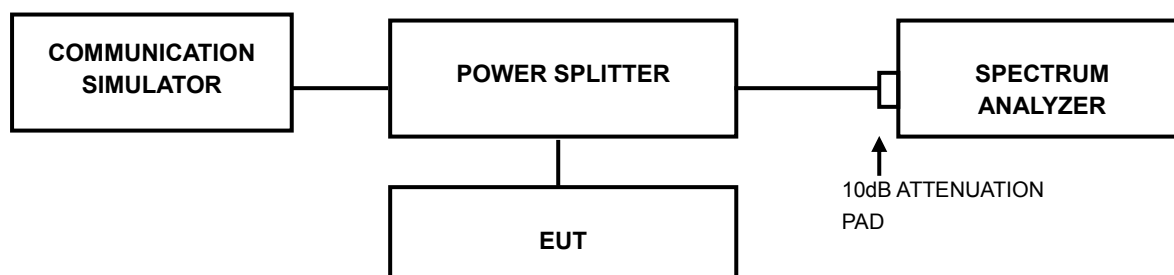 COMMUNICATION
SIMULATOR
POWER SPLITTER
SPECTRUM
ANALYZER
10dB ATTENUATION
PAD
EUT